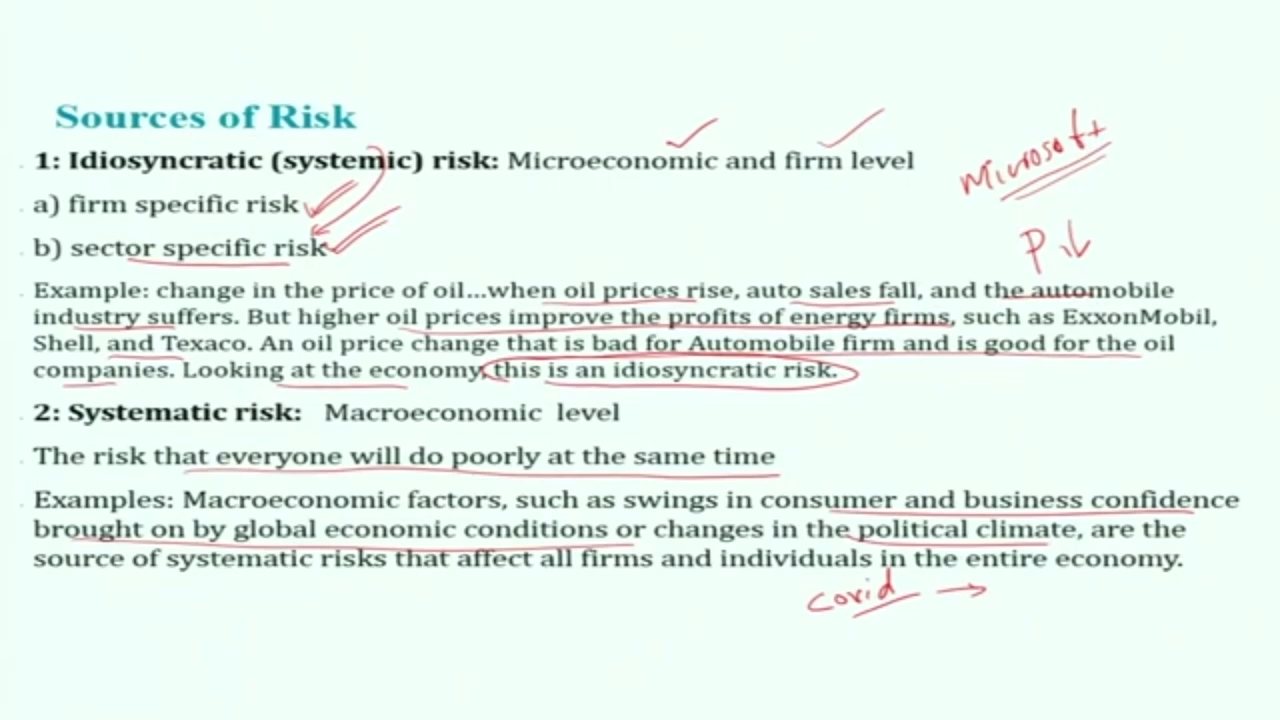 Sources of Risk
1: Idiosyncratic (systemic) risk: Microeconomic and firm level
Microsoft
a) firm specific risk
b) sector specific risk
P↓
Example: change in the price of oil...when oil prices rise, auto sales fall, and the automobile
industry suffers. But higher oil prices improve the profits of energy firms, such as ExxonMobil,
Shell, and Texaco. An oil price change that is bad for Automobile firm and is good for the oil
companies. Looking at the economy, this is an idiosyncratic risk.
2: Systematic risk: Macroeconomic level
The risk that everyone will do poorly at the same time
Examples: Macroeconomic factors, such as swings in consumer and business confidence
brought on by global economic conditions or changes in the political climate, are the
source of systematic risks that affect all firms and individuals in the entire economy.
covid →